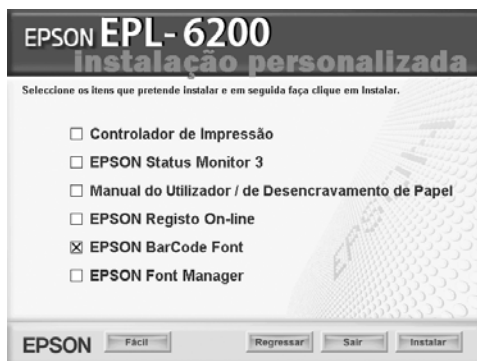 EPSON EPL- 6200
instalação personalizada
Seleccione os itens que pretende instalar e em seguida faça clique em Instalar.
Controlador de Impressão
EPSON Status Monitor 3
Manual do Utilizador / de Desencravamento de Papel
EPSON Registo On-line
EPSON BarCode Font
EPSON Font Manager
EPSON
EPSON Fácil Regressar Sair Instalar